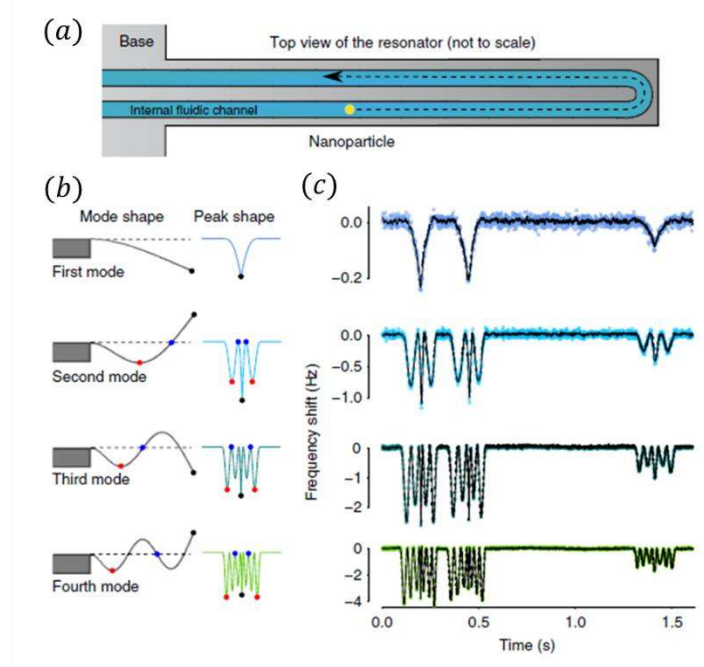 (a)
Base
Top view of the resonator (not to scale)
Internal fluidic channel
Nanoparticle
(b)
Mode shape
Peak shape
First mode
Second mode
Third mode
Fourth mode
(c)
Frequency shift (Hz)
0.0
−0.2
0.0
−0.5
−1.0
0
−1
−2
0
−2
−4
0.0
0.5
1.0
1.5
Time (s)